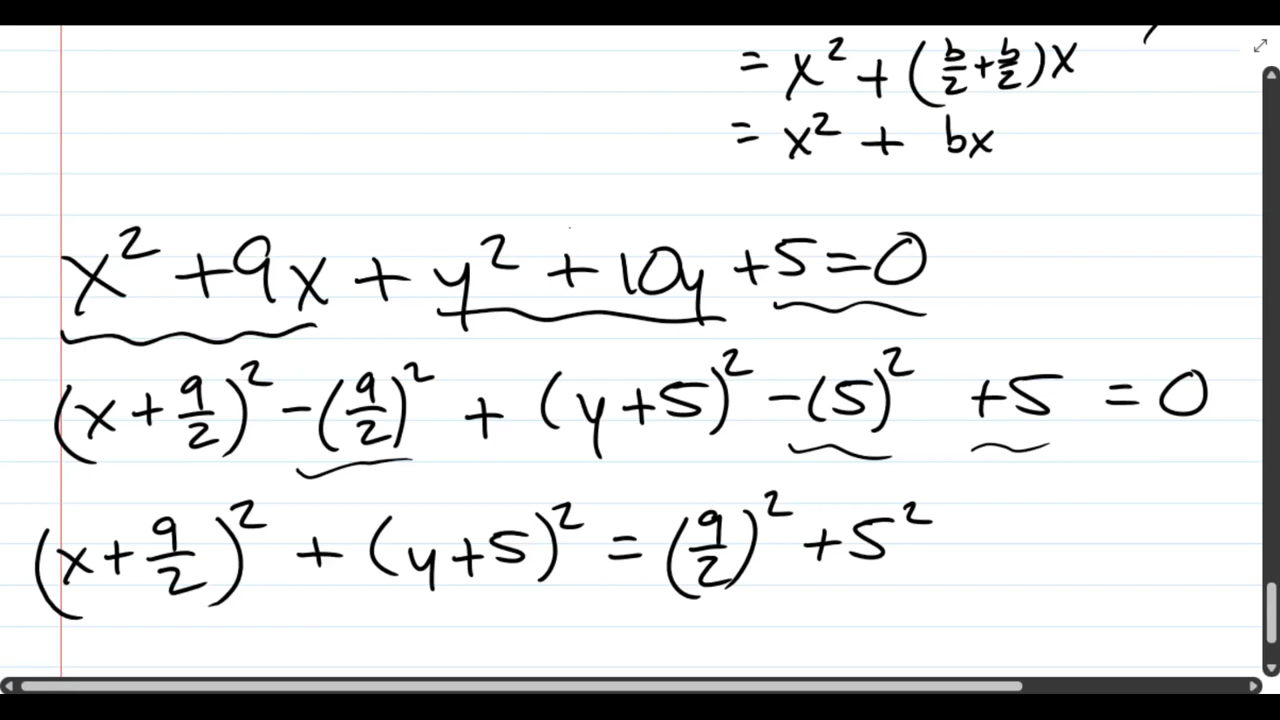 = x² + (b/2 + b/2)x
= x² + bx
x² + 9x + y² + 10y + 5 = 0
(x + 9/2)² - (9/2)² + (y + 5)² - (5)² + 5 = 0
(x + 9/2)² + (y + 5)² = (9/2)² + 5²